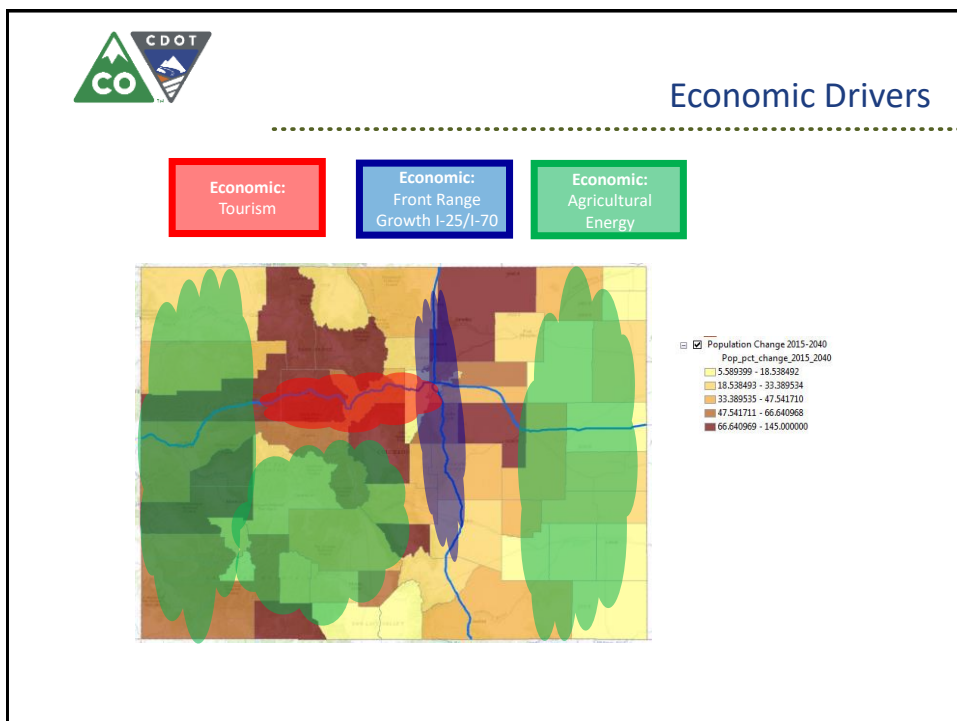 CDOT
CO
TM
Economic Drivers
Economic:
Tourism
Economic:
Front Range
Growth I-25/I-70
Economic:
Agricultural
Energy
Population Change 2015-2040
Pop_pct_change_2015_2040
5.589399 - 18.538492
18.538493 - 33.389534
33.389535 - 47.541710
47.541711 - 66.640968
66.640969 - 145.000000